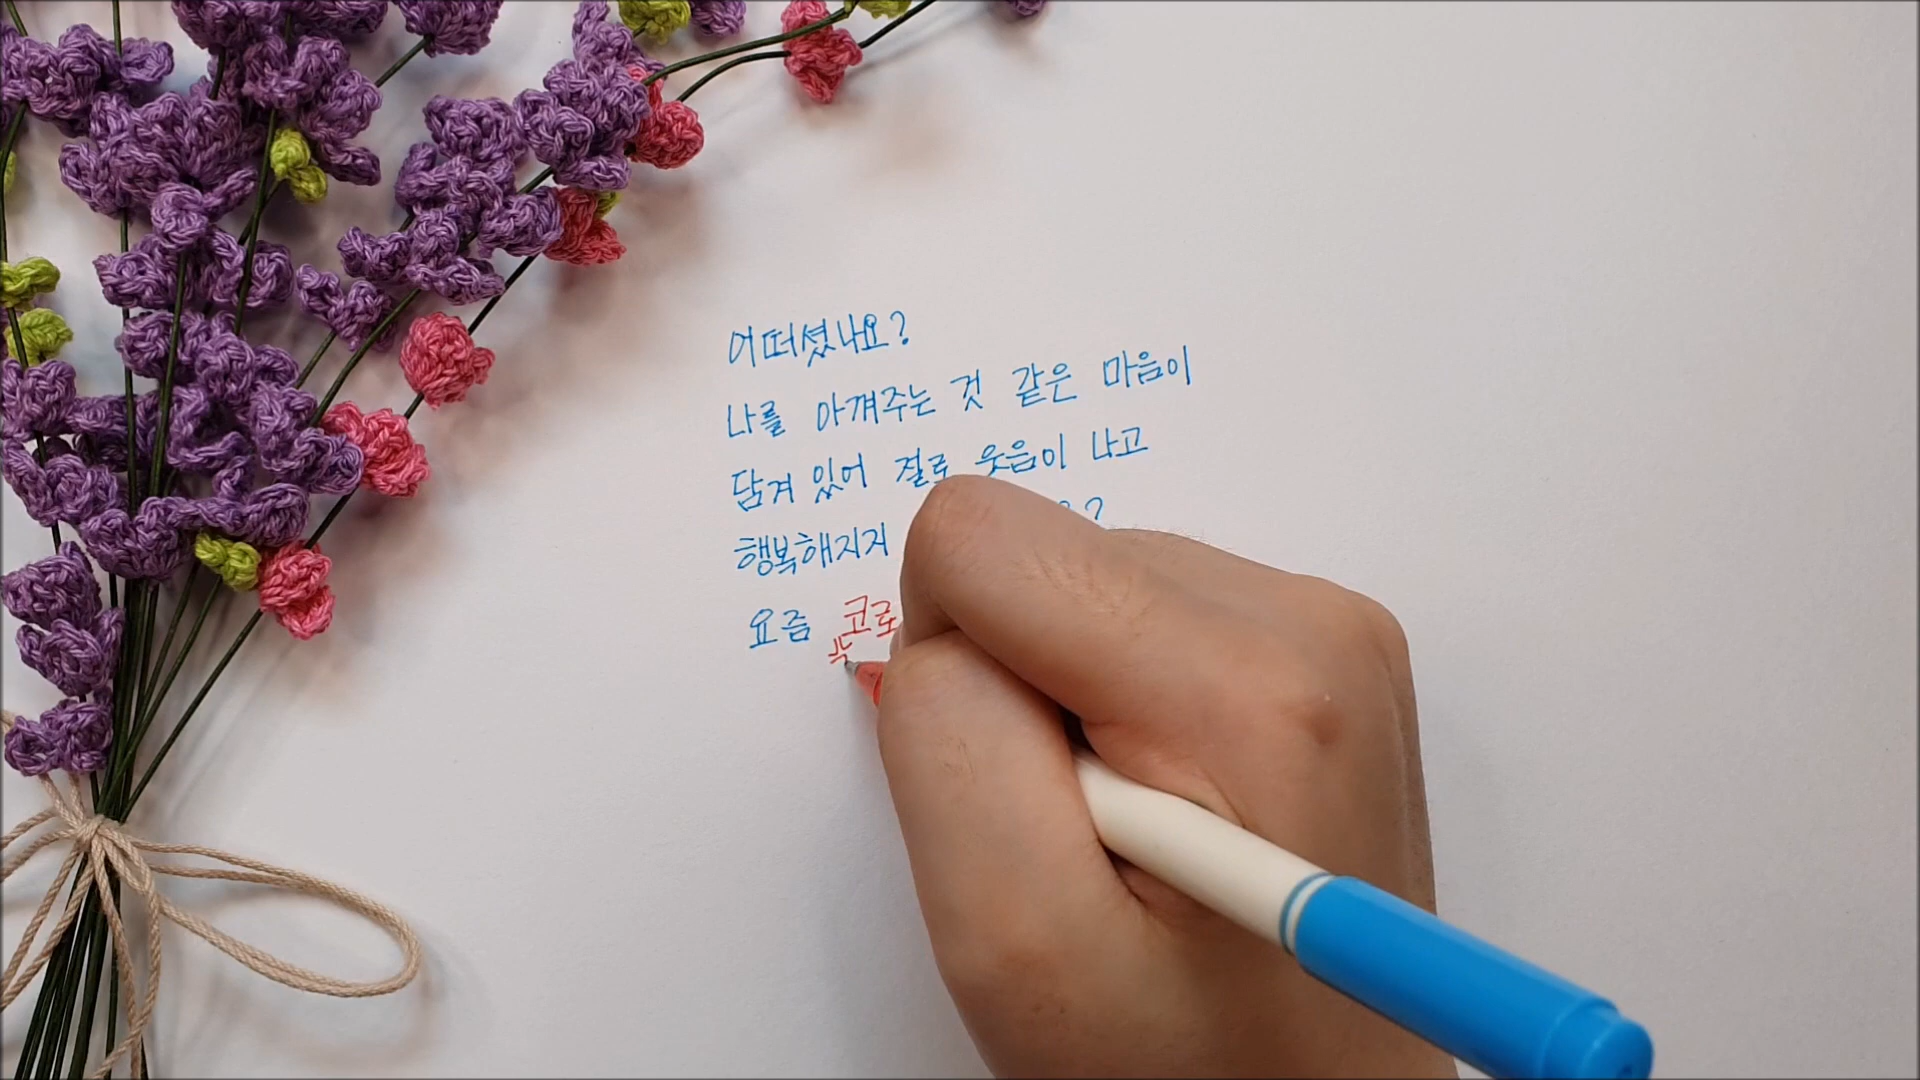 어떠셨나요?
나를 아껴주는 것 같은 마음이
담겨 있어 절로 웃음이 나고
행복해지지
요즘 코로